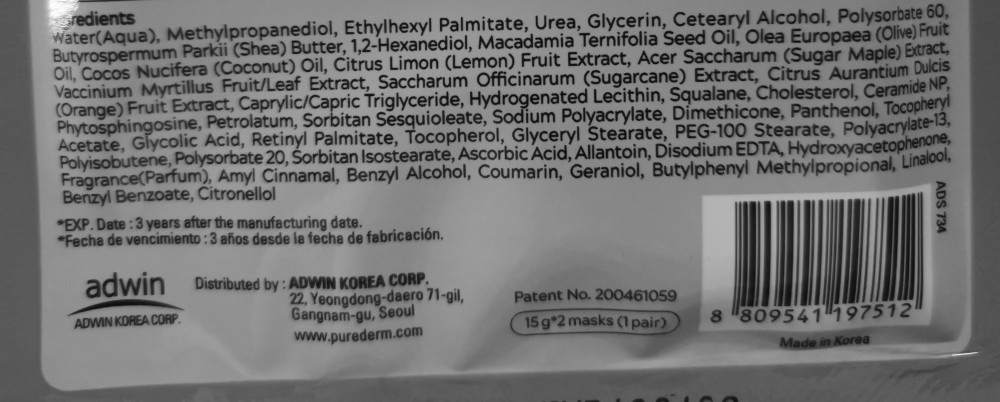 redients
Water(Aqua), Methylpropanediol, Ethylhexyl Palmitate, Urea, Glycerin, Cetearyl Alcohol, Polysorbate 60,
Butyrospermum Parkii (Shea) Butter, 1,2-Hexanediol, Macadamia Ternifolia Seed Oil, Olea Europaea (Olive) Fruit
Oil, Cocos Nucifera (Coconut) Oil, Citrus Limon (Lemon) Fruit Extract, Acer Saccharum (Sugar Maple) Extract,
Vaccinium Myrtillus Fruit/Leaf Extract, Saccharum Officinarum (Sugarcane) Extract, Citrus Aurantium Dulcis
(Orange) Fruit Extract, Caprylic/Capric Triglyceride, Hydrogenated Lecithin, Squalane, Cholesterol, Ceramide NP,
Phytosphingosine, Petrolatum, Sorbitan Sesquioleate, Sodium Polyacrylate, Dimethicone, Panthenol, Tocopheryl
Acetate, Glycolic Acid, Retinyl Palmitate, Tocopherol, Glyceryl Stearate, PEG-100 Stearate, Polyacrylate-13,
Polyisobutene, Polysorbate 20, Sorbitan Isostearate, Ascorbic Acid, Allantoin, Disodium EDTA, Hydroxyacetophenone,
Fragrance(Parfum), Amyl Cinnamal, Benzyl Alcohol, Coumarin, Geraniol, Butylphenyl Methylpropional, Linalool,
Benzyl Benzoate, Citronellol
*EXP. Date : 3 years after the manufacturing date.
*Fecha de vencimiento : 3 años desde la fecha de fabricación.
adwin
ADWIN KOREA CORP.
Distributed by : ADWIN KOREA CORP.
22, Yeongdong-daero 71-gil,
Gangnam-gu, Seoul
www.purederm.com
Patent No. 200461059
15 g*2 masks (1 pair)
ADS 734
8 809541 197512
Made in Korea